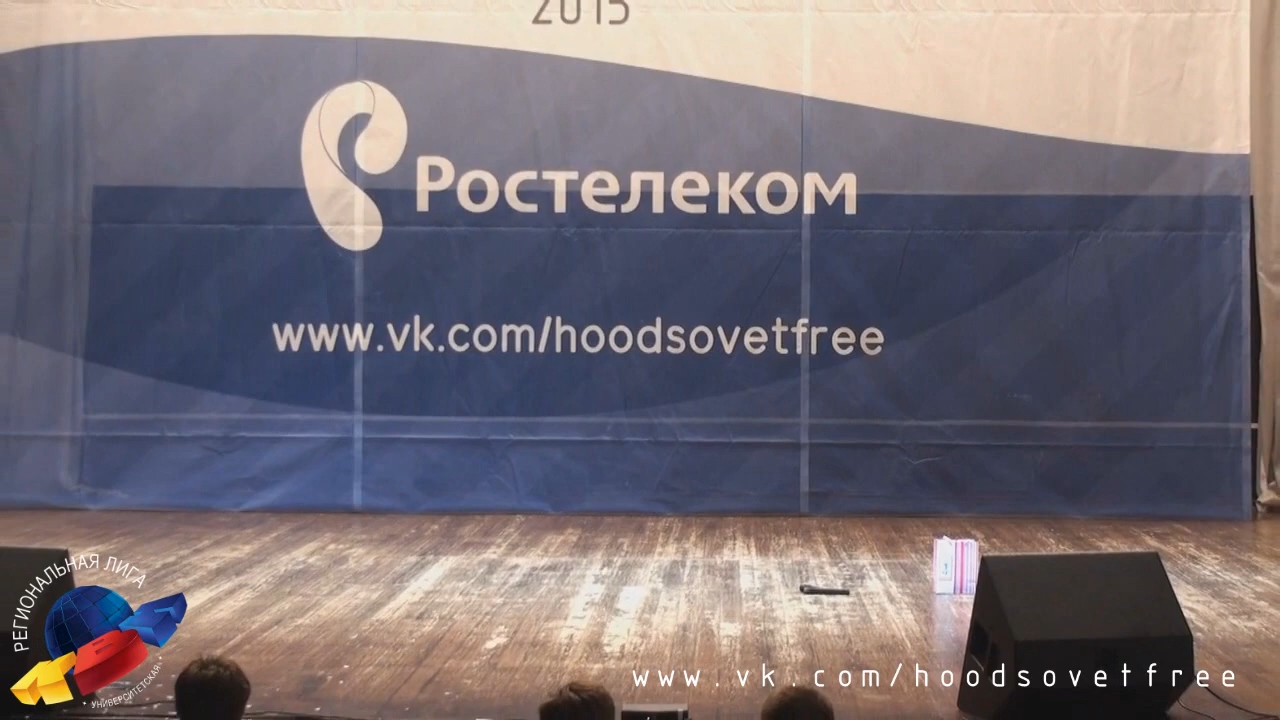 2015
Ростелеком
www.vk.com/hoodsovetfree
РЕГИОНАЛЬНАЯ ЛИГА
КВН
УНИВЕРСИТЕТСКАЯ
www.vk.com/hoodsovetfree